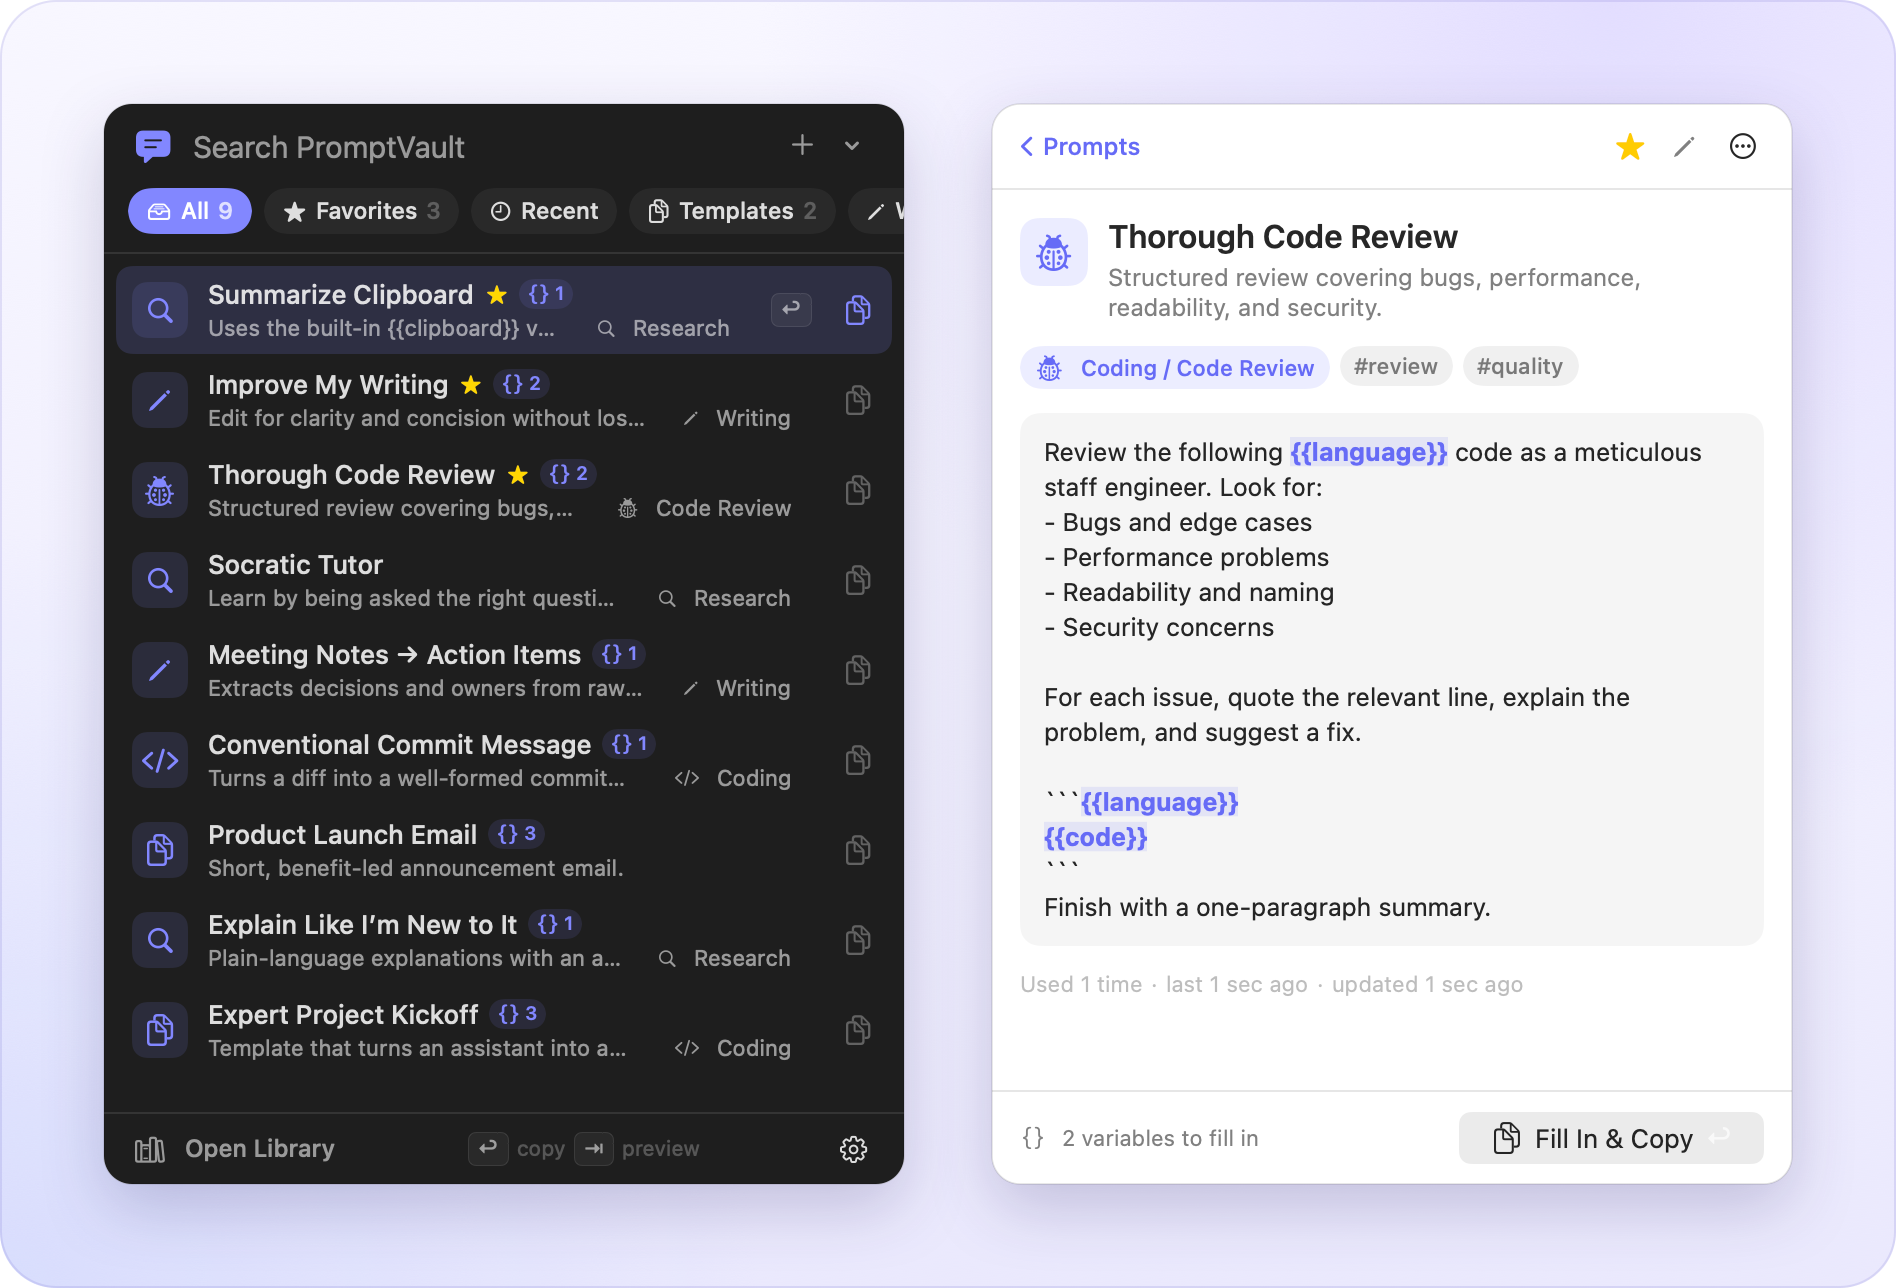 Search PromptVault
All 9
Favorites 3
Recent
Templates 2
Summarize Clipboard {} 1
Uses the built-in {{clipboard}} v... Research
Improve My Writing {} 2
Edit for clarity and concision without los... Writing
Thorough Code Review {} 2
Structured review covering bugs,... Code Review
Socratic Tutor
Learn by being asked the right questi... Research
Meeting Notes → Action Items {} 1
Extracts decisions and owners from raw... Writing
Conventional Commit Message {} 1
Turns a diff into a well-formed commit... </> Coding
Product Launch Email {} 3
Short, benefit-led announcement email.
Explain Like I’m New to It {} 1
Plain-language explanations with an a... Research
Expert Project Kickoff {} 3
Template that turns an assistant into a... </> Coding
Open Library
copy
preview
Prompts
Thorough Code Review
Structured review covering bugs, performance,
readability, and security.
Coding / Code Review
#review
#quality
Review the following {{language}} code as a meticulous
staff engineer. Look for:
- Bugs and edge cases
- Performance problems
- Readability and naming
- Security concerns
For each issue, quote the relevant line, explain the
problem, and suggest a fix.
```{{language}}
{{code}}
```
Finish with a one-paragraph summary.
Used 1 time · last 1 sec ago · updated 1 sec ago
{} 2 variables to fill in
Fill In & Copy